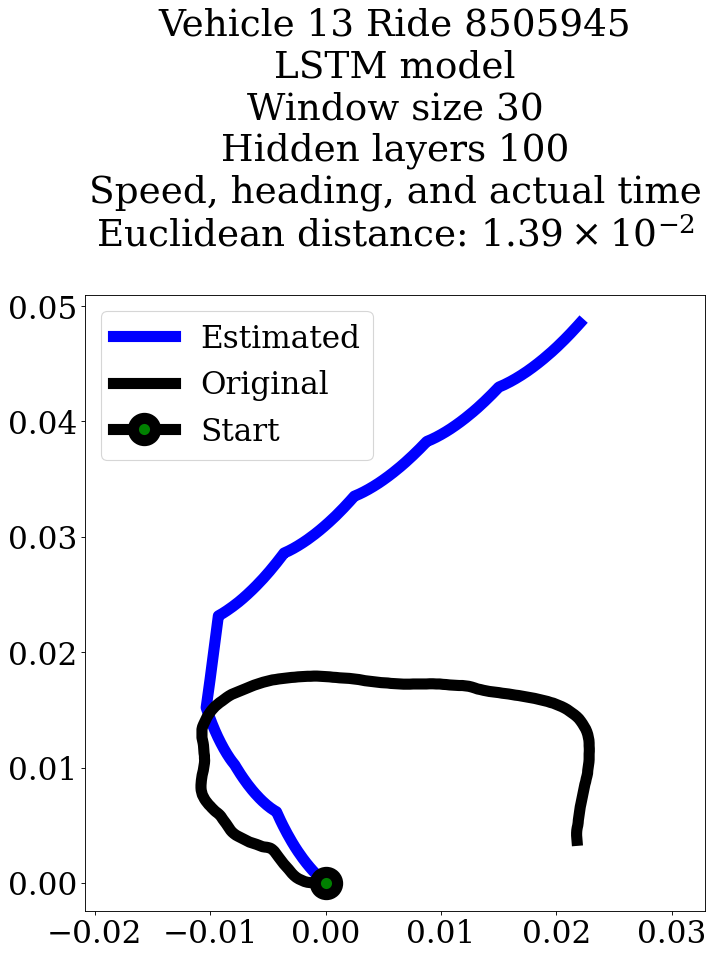 Vehicle 13 Ride 8505945
LSTM model
Window size 30
Hidden layers 100
Speed, heading, and actual time
Euclidean distance: 1.39 × 10⁻²
0.05
Estimated
Original
Start
0.04
0.03
0.02
0.01
0.00
−0.02 −0.01 0.00 0.01 0.02 0.03